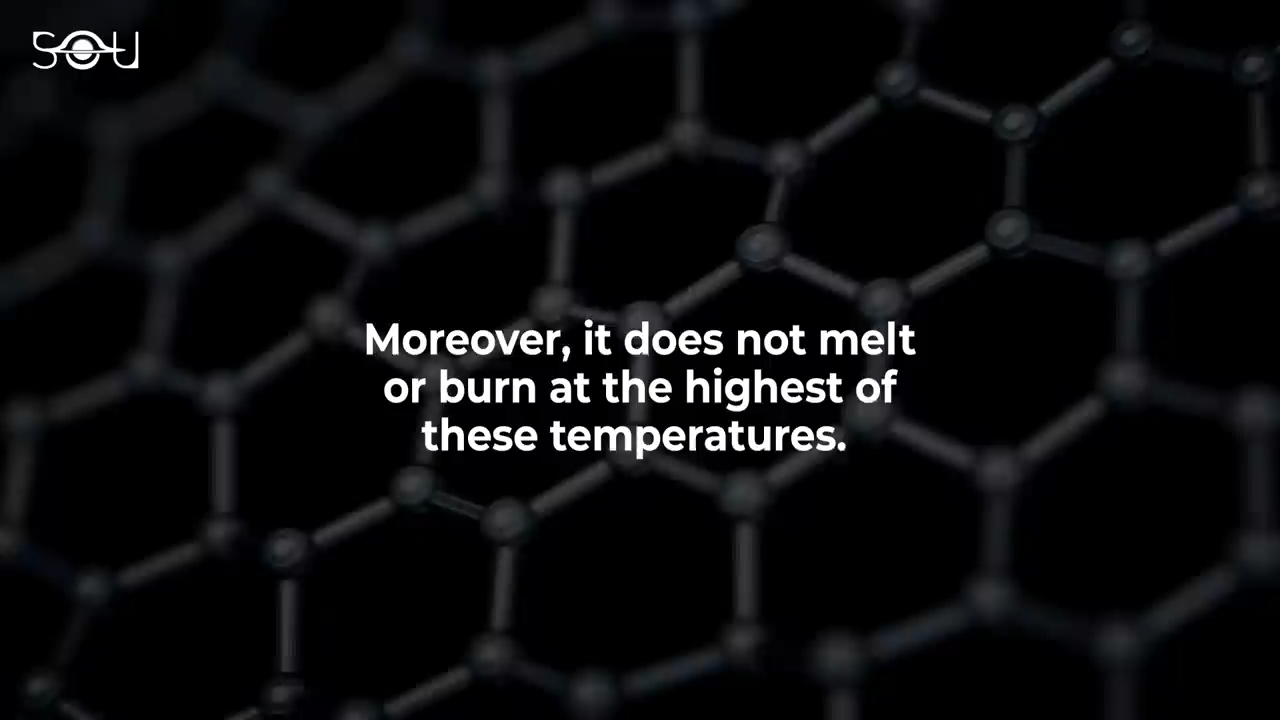 SOU
Moreover, it does not melt
or burn at the highest of
these temperatures.